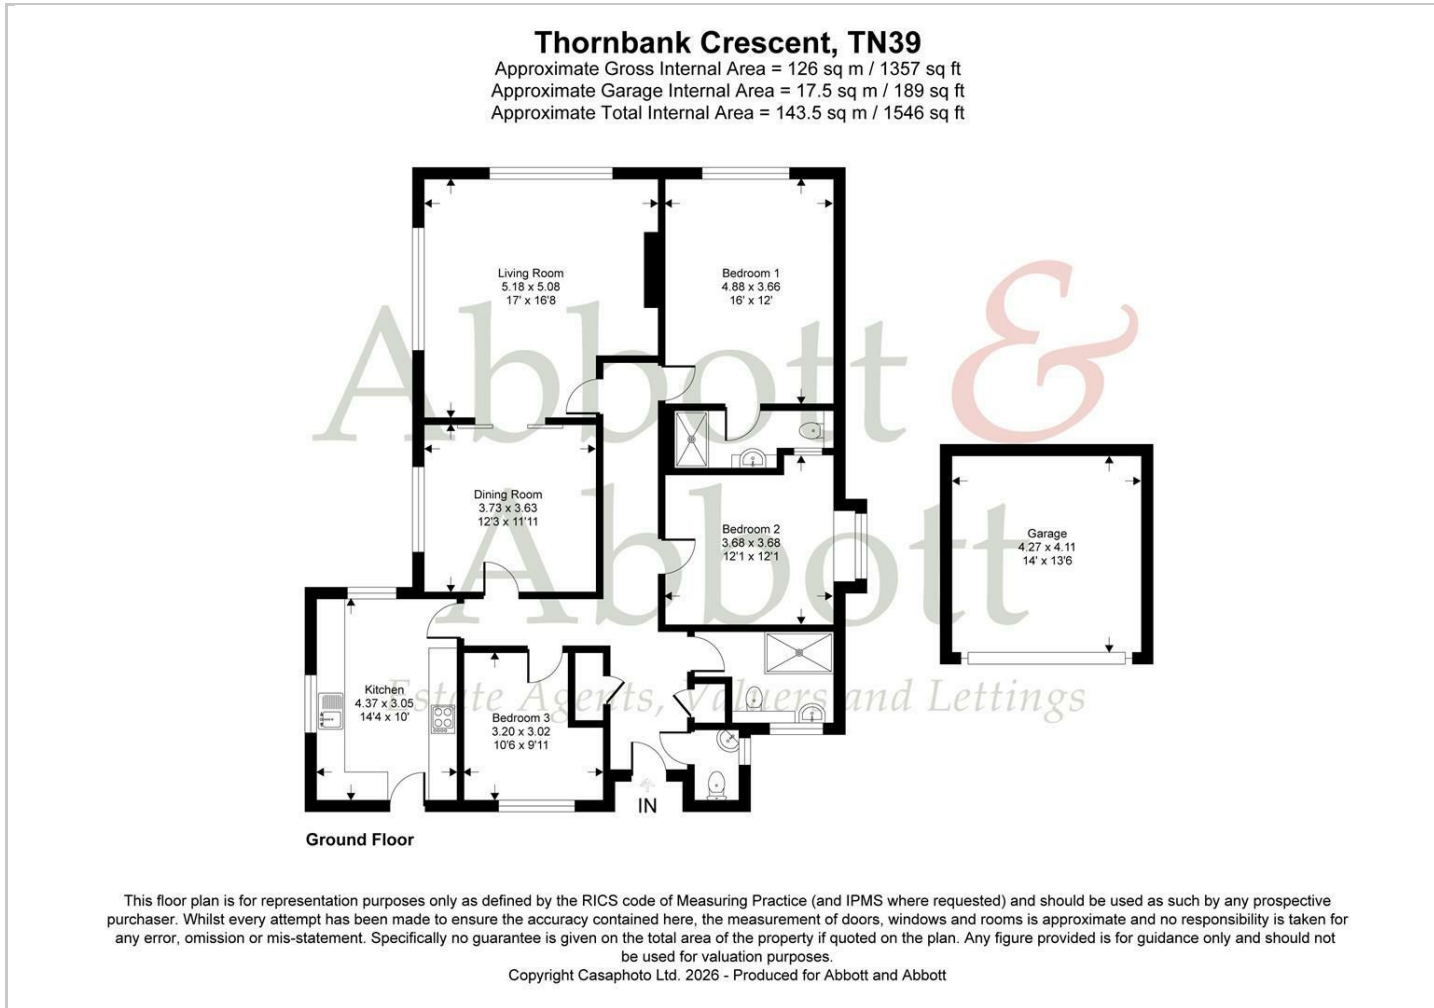 Thornbank Crescent, TN39
Approximate Gross Internal Area = 126 sq m / 1357 sq ft
Approximate Garage Internal Area = 17.5 sq m / 189 sq ft
Approximate Total Internal Area = 143.5 sq m / 1546 sq ft
Living Room
5.18 x 5.08
17' x 16'8
Bedroom 1
4.88 x 3.66
16' x 12'
Abbott &
Abbott
Estate Agents, Valuers and Lettings
Dining Room
3.73 x 3.63
12'3 x 11'11
Bedroom 2
3.68 x 3.68
12'1 x 12'1
Garage
4.27 x 4.11
14' x 13'6
Kitchen
4.37 x 3.05
14'4 x 10'
Bedroom 3
3.20 x 3.02
10'6 x 9'11
IN
Ground Floor
This floor plan is for representation purposes only as defined by the RICS code of Measuring Practice (and IPMS where requested) and should be used as such by any prospective
purchaser. Whilst every attempt has been made to ensure the accuracy contained here, the measurement of doors, windows and rooms is approximate and no responsibility is taken for
any error, omission or mis-statement. Specifically no guarantee is given on the total area of the property if quoted on the plan. Any figure provided is for guidance only and should not
be used for valuation purposes.
Copyright Casaphoto Ltd. 2026 - Produced for Abbott and Abbott